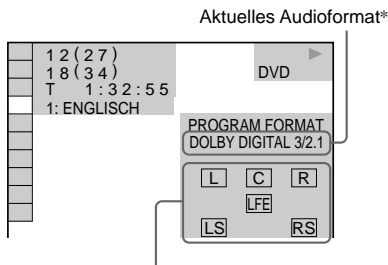 Aktuelles Audioformat*
12(27)
18(34)
DVD
T 1:32:55
1: ENGLISCH
PROGRAM FORMAT
DOLBY DIGITAL 3/2.1
L C R
LFE
LS RS